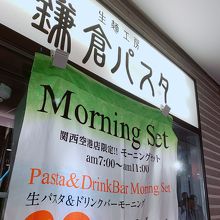 生麺工房
鎌倉パスタ
Morning Set
関西空港店限定!! モーニングセット
am7:00～am11:00
Pasta&DrinkBar Morning Set
生パスタ&ドリンクバーモーニング